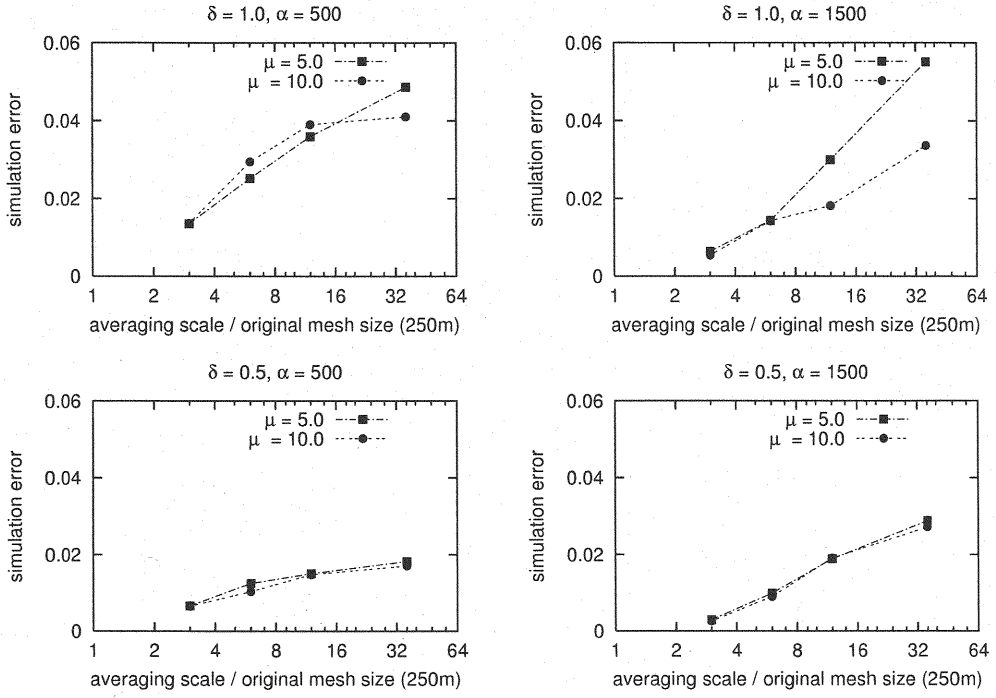 δ = 1.0, α = 500
0.06
0.04
0.02
0
simulation error
μ = 5.0
μ = 10.0
1 2 4 8 16 32 64
averaging scale / original mesh size (250m)
δ = 1.0, α = 1500
0.06
0.04
0.02
0
simulation error
μ = 5.0
μ = 10.0
1 2 4 8 16 32 64
averaging scale / original mesh size (250m)
δ = 0.5, α = 500
0.06
0.04
0.02
0
simulation error
μ = 5.0
μ = 10.0
1 2 4 8 16 32 64
averaging scale / original mesh size (250m)
δ = 0.5, α = 1500
0.06
0.04
0.02
0
simulation error
μ = 5.0
μ = 10.0
1 2 4 8 16 32 64
averaging scale / original mesh size (250m)